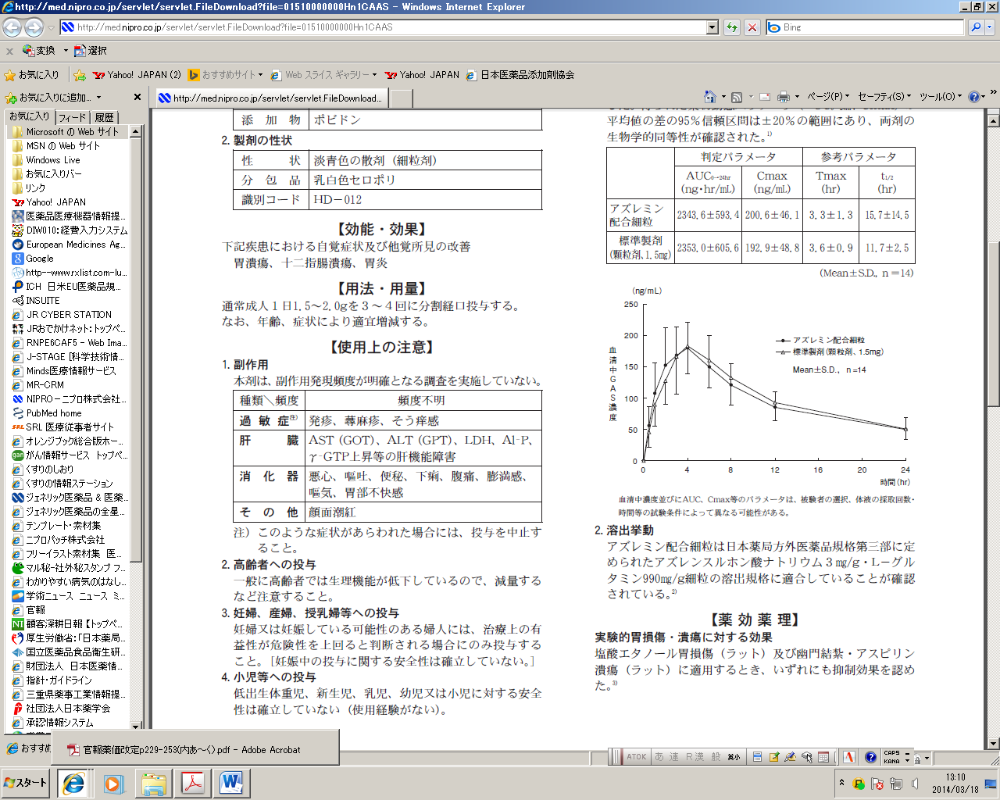 http://med.nipro.co.jp/servlet/servlet.FileDownload?file=01510000000Hn1CAAS - Windows Internet Explorer
http://med.nipro.co.jp/servlet/servlet.FileDownload?file=01510000000Hn1CAAS
Bing
変換
選択
お気に入り
Yahoo! JAPAN (2)
おすすめサイト
Web スライス ギャラリー
Yahoo! JAPAN
日本医薬品添加剤協会
お気に入りに追加...
http://med.nipro.co.jp/servlet/servlet.FileDownload...
ページ(P)
セーフティ(S)
ツール(O)
お気に入り
フィード
履歴
Microsoft の Web サイト
MSN の Web サイト
Windows Live
お気に入りバー
リンク
Yahoo! JAPAN
医薬品医療機器情報提...
DIW010:経費入力システム
European Medicines Ag...
Google
http--www.rxlist.com-lu...
ICH 日米EU医薬品規...
INSUITE
JR CYBER STATION
JRおでかけネット:トップペ...
RNPE6CAF5 - Web Ima...
J-STAGE [科学技術情...
Minds医療情報サービス
MR-CRM
NIPRO－ニプロ株式会社...
PubMed home
SRL 医療従事者サイト
オレンジブック総合版ホー...
がん情報サービス トップペ...
くすりのしおり
くすりの情報ステーション
ジェネリック医薬品 & 医薬...
ジェネリック医薬品の全星...
テンプレート・素材集
ニプロパッチ株式会社
フリーイラスト素材集 医...
マル秘-社外秘スタンプ フ...
わかりやすい病気のはなし...
学術ニュース ニュース ミ...
官報
顧客深耕日報【トップペ...
厚生労働省:「日本薬局...
国立医薬品食品衛生研...
財団法人 日本医薬情...
指針・ガイドライン
三重県薬事工業情報提...
社団法人日本薬学会
承認情報システム
おすすめ
添加物 ポビドン
2. 製剤の性状
性状 淡青色の散剤（細粒剤）
分包品 乳白色セロポリ
識別コード HD－012
【効能・効果】
下記疾患における自覚症状及び他覚所見の改善
胃潰瘍、十二指腸潰瘍、胃炎
【用法・用量】
通常成人１日1.5～2.0gを３～４回に分割経口投与する。
なお、年齢、症状により適宜増減する。
【使用上の注意】
1. 副作用
本剤は、副作用発現頻度が明確となる調査を実施していない。
種類＼頻度 頻度不明
過敏症注) 発疹、蕁麻疹、そう痒感
肝臓 AST (GOT)、ALT (GPT)、LDH、Al-P、
γ-GTP上昇等の肝機能障害
消化器 悪心、嘔吐、便秘、下痢、腹痛、膨満感、
嘔気、胃部不快感
その他 顔面潮紅
注）このような症状があらわれた場合には、投与を中止す
ること。
2. 高齢者への投与
一般に高齢者では生理機能が低下しているので、減量する
など注意すること。
3. 妊婦、産婦、授乳婦等への投与
妊婦又は妊娠している可能性のある婦人には、治療上の有
益性が危険性を上回ると判断される場合にのみ投与する
こと。［妊娠中の投与に関する安全性は確立していない。］
4. 小児等への投与
低出生体重児、新生児、乳児、幼児又は小児に対する安全
性は確立していない（使用経験がない）。
平均値の差の95％信頼区間は±20％の範囲にあり、両剤の
生物学的同等性が確認された。1)
判定パラメータ 参考パラメータ
AUC0→24hr (ng・hr/mL) Cmax (ng/mL) Tmax (hr) t1/2 (hr)
アズレミン配合細粒 2343.6±593.4 200.6±46.1 3.3±1.3 15.7±14.5
標準製剤(顆粒剤、1.5mg) 2353.0±605.6 192.9±48.8 3.6±0.9 11.7±2.5
(Mean±S.D., n＝14)
(ng/mL)
250
200
150
100
50
0
血清中GAS濃度
アズレミン配合細粒
標準製剤(顆粒剤、1.5mg)
Mean±S.D., n=14
0 4 8 12 16 20 24
時間(hr)
血清中濃度並びにAUC、Cmax等のパラメータは、被験者の選択、体液の採取回数・
時間等の試験条件によって異なる可能性がある。
2. 溶出挙動
アズレミン配合細粒は日本薬局方外医薬品規格第三部に定
められたアズレンスルホン酸ナトリウム３mg/g・L－グル
タミン990mg/g細粒の溶出規格に適合していることが確認
されている。2)
【薬効薬理】
実験的胃損傷・潰瘍に対する効果
塩酸エタノール胃損傷（ラット）及び幽門結紮・アスピリン
潰瘍（ラット）に適用するとき、いずれにも抑制効果を認め
た。3)
官報薬価改定p229-253(内あ～く).pdf - Adobe Acrobat
ATOK あ 連 R漢 般 英小
CAPS
KANA
スタート
13:10
2014/03/18